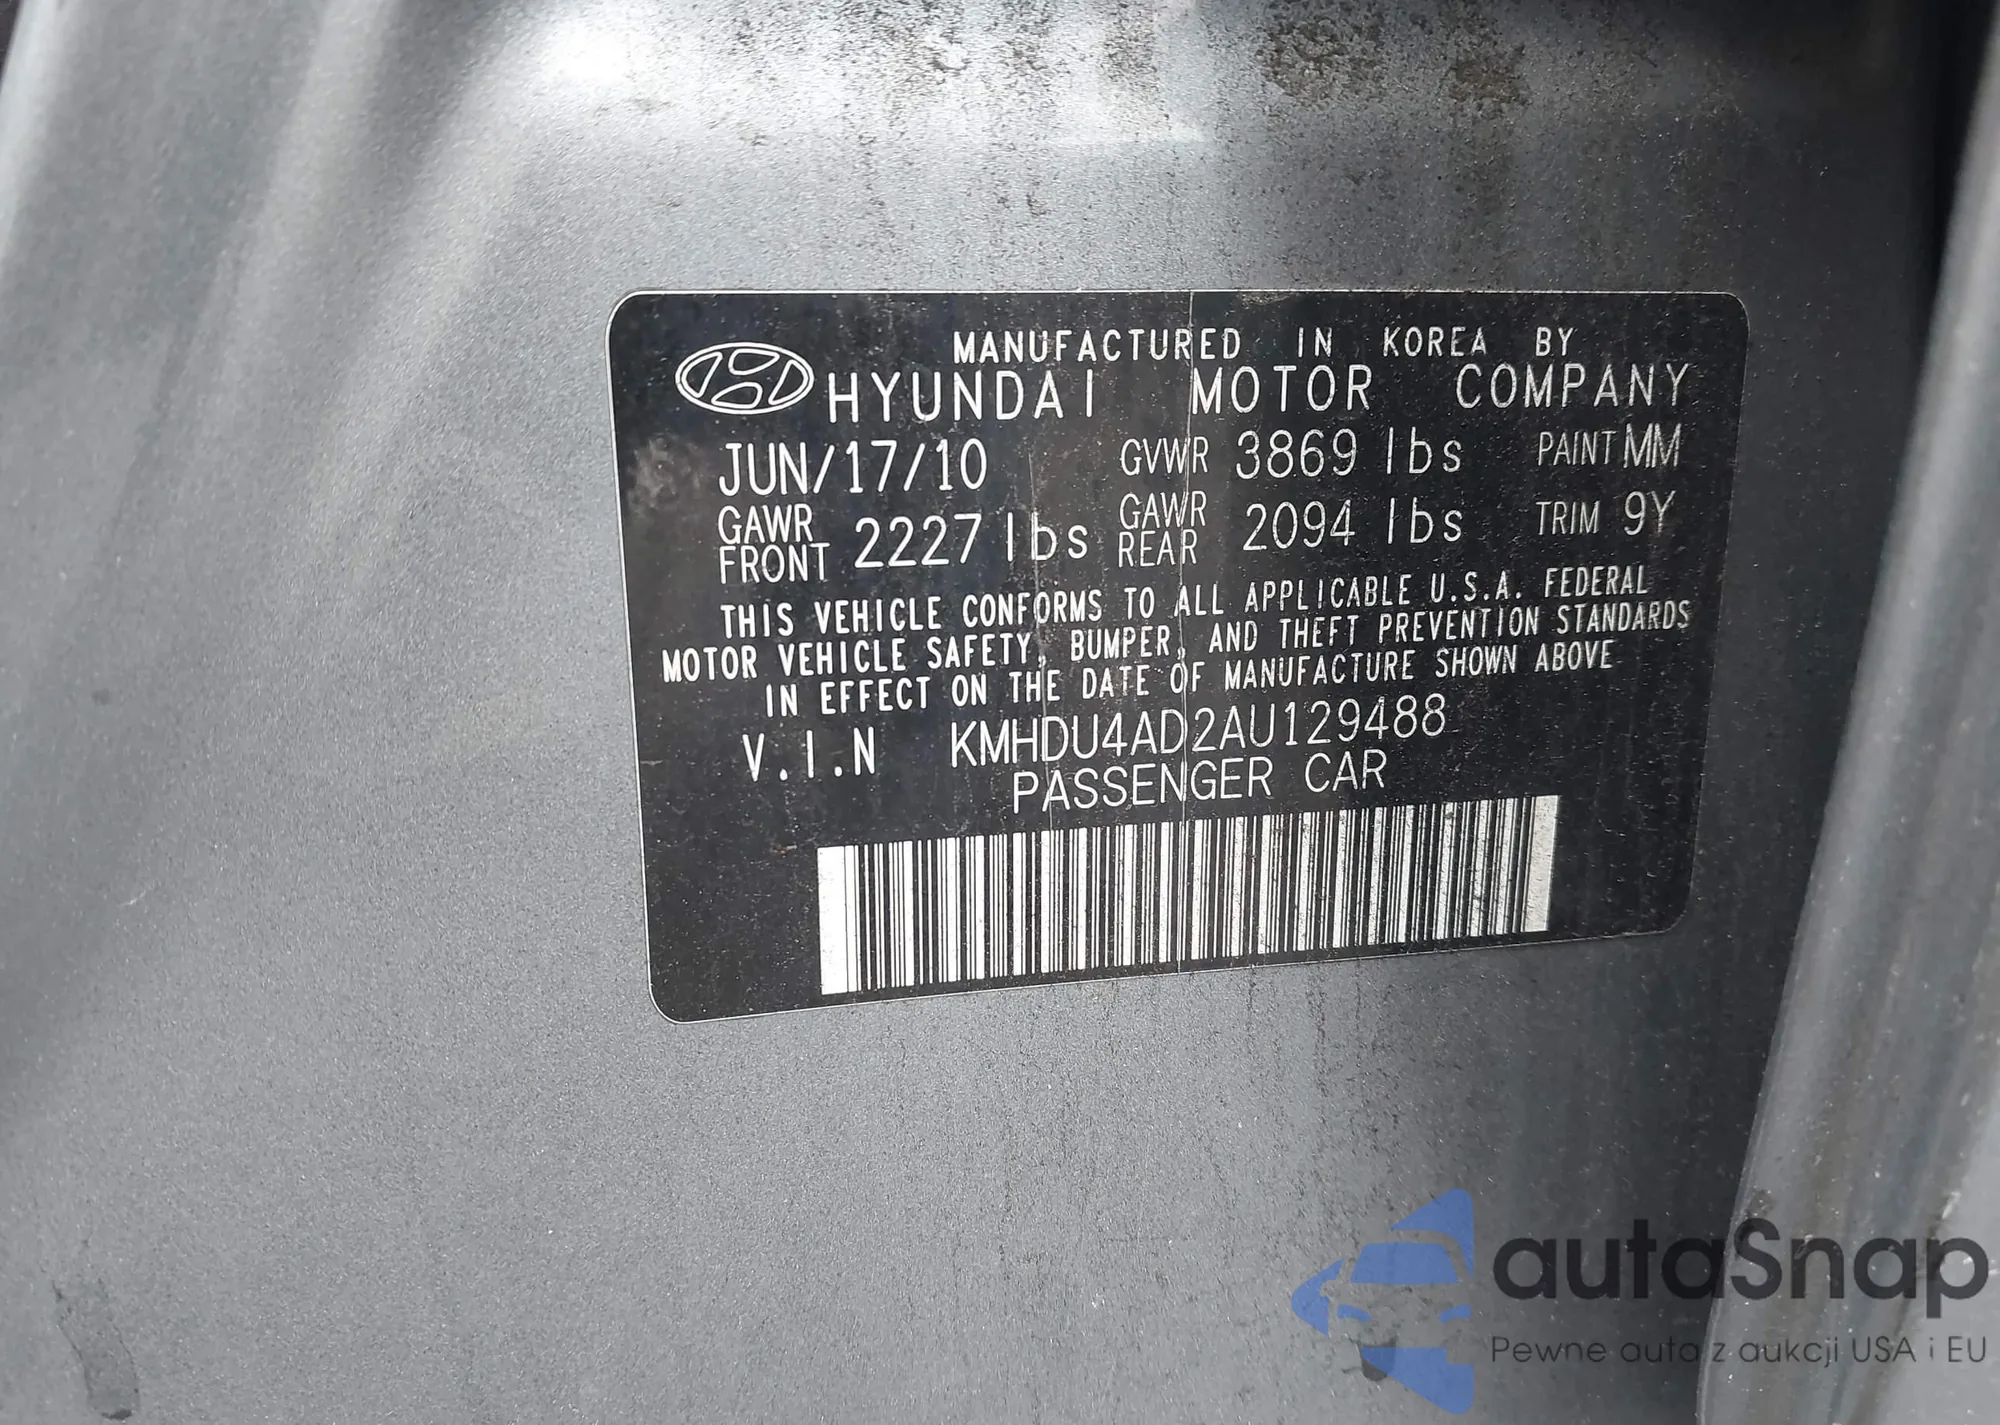 MANUFACTURED IN KOREA BY
HYUNDAI MOTOR COMPANY
JUN/17/10 GVWR 3869 lbs PAINT MM
GAWR FRONT 2227 lbs GAWR REAR 2094 lbs TRIM 9Y
THIS VEHICLE CONFORMS TO ALL APPLICABLE U.S.A. FEDERAL
MOTOR VEHICLE SAFETY, BUMPER, AND THEFT PREVENTION STANDARDS
IN EFFECT ON THE DATE OF MANUFACTURE SHOWN ABOVE
V.I.N KMHDU4AD2AU129488
PASSENGER CAR
autaSnap
Pewne auta z aukcji USA i EU